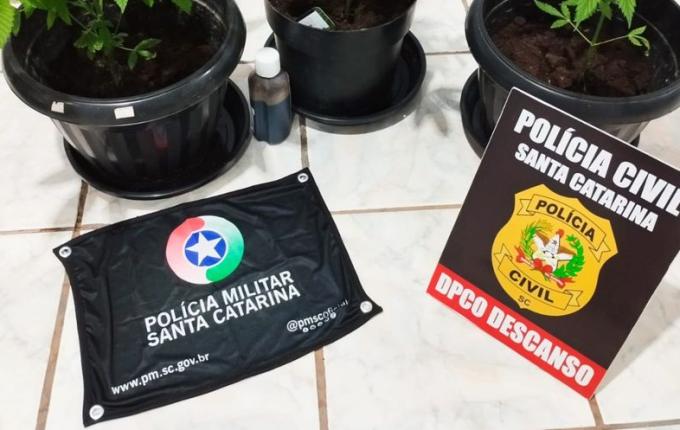 POLÍCIA MILITAR
SANTA CATARINA
www.pm.sc.gov.br
POLÍCIA CIVIL
SANTA CATARINA
POLÍCIA
CIVIL
SC
DPCO DESCANSO